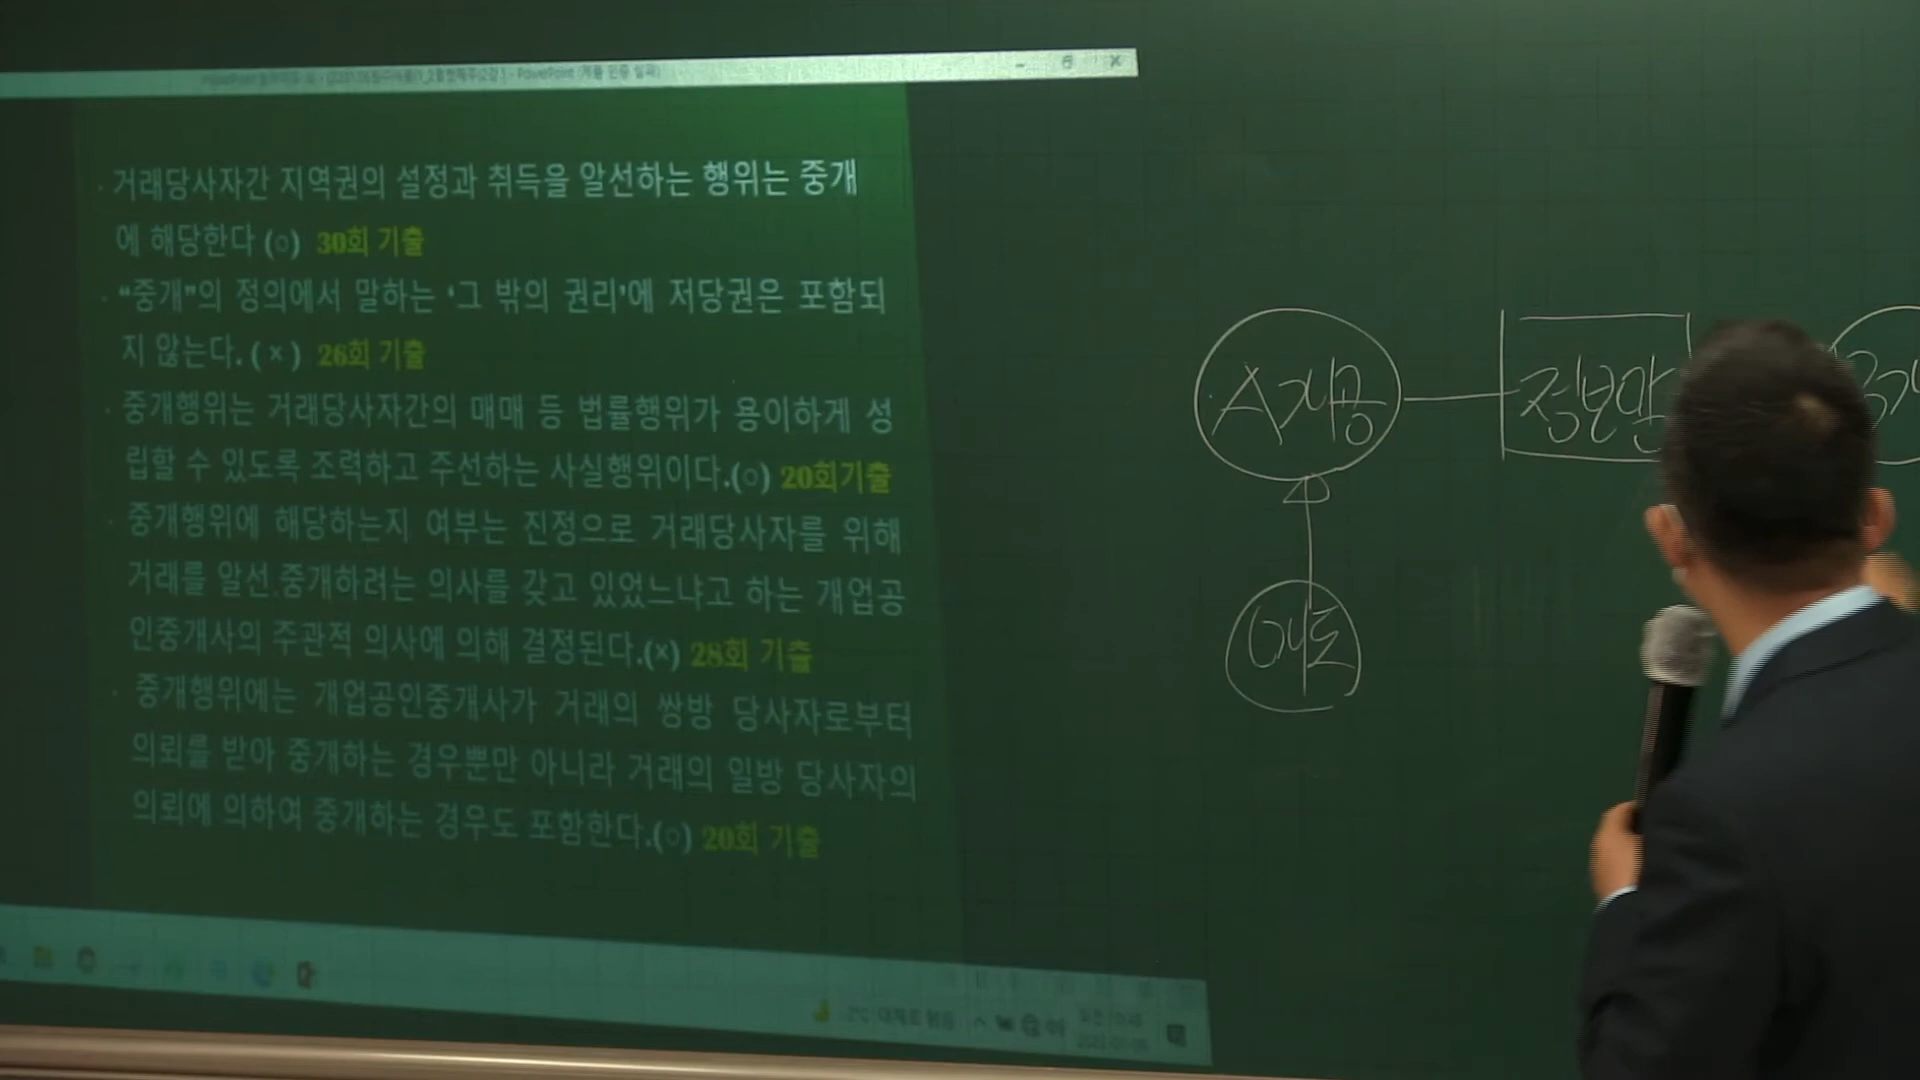 · 거래당사자간 지역권의 설정과 취득을 알선하는 행위는 중개
에 해당한다 (○) 30회 기출
· “중개”의 정의에서 말하는 ‘그 밖의 권리’에 저당권은 포함되
지 않는다. ( × ) 26회 기출
· 중개행위는 거래당사자간의 매매 등 법률행위가 용이하게 성
립할 수 있도록 조력하고 주선하는 사실행위이다.(○) 20회기출
· 중개행위에 해당하는지 여부는 진정으로 거래당사자를 위해
거래를 알선.중개하려는 의사를 갖고 있었느냐고 하는 개업공
인중개사의 주관적 의사에 의해 결정된다.(×) 28회 기출
· 중개행위에는 개업공인중개사가 거래의 쌍방 당사자로부터
의뢰를 받아 중개하는 경우뿐만 아니라 거래의 일방 당사자의
의뢰에 의하여 중개하는 경우도 포함한다.(○) 20회 기출
A 개공
정보만
매도